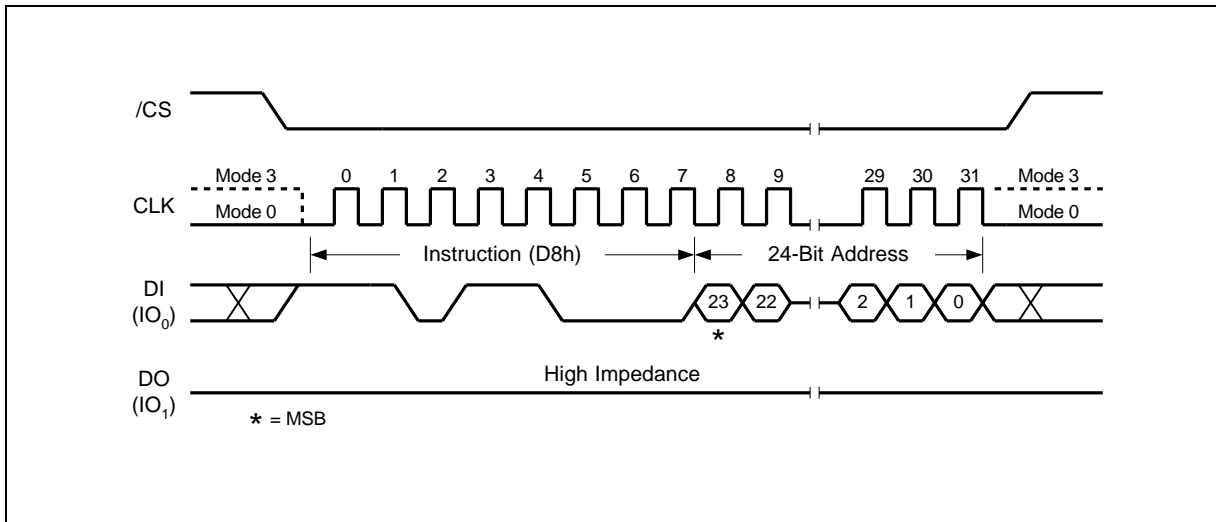 /CS
Mode 3 0 1 2 3 4 5 6 7 8 9 29 30 31 Mode 3
CLK
Mode 0 Mode 0
Instruction (D8h) 24-Bit Address
DI
(IO₀)
23 22 2 1 0
*
High Impedance
DO
(IO₁)
* = MSB